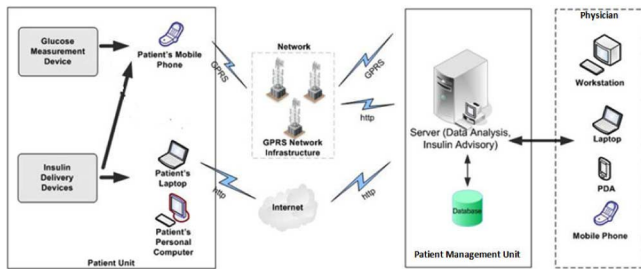 Glucose
Measurement
Device
Patient's Mobile
Phone
GPRS
Insulin
Delivery
Devices
Patient's
Laptop
http
Patient's
Personal
Computer
Patient Unit
Network
GPRS Network
Infrastructure
GPRS
http
Internet
http
Server (Data Analysis,
Insulin Advisory)
Database
Patient Management Unit
Physician
Workstation
Laptop
PDA
Mobile Phone